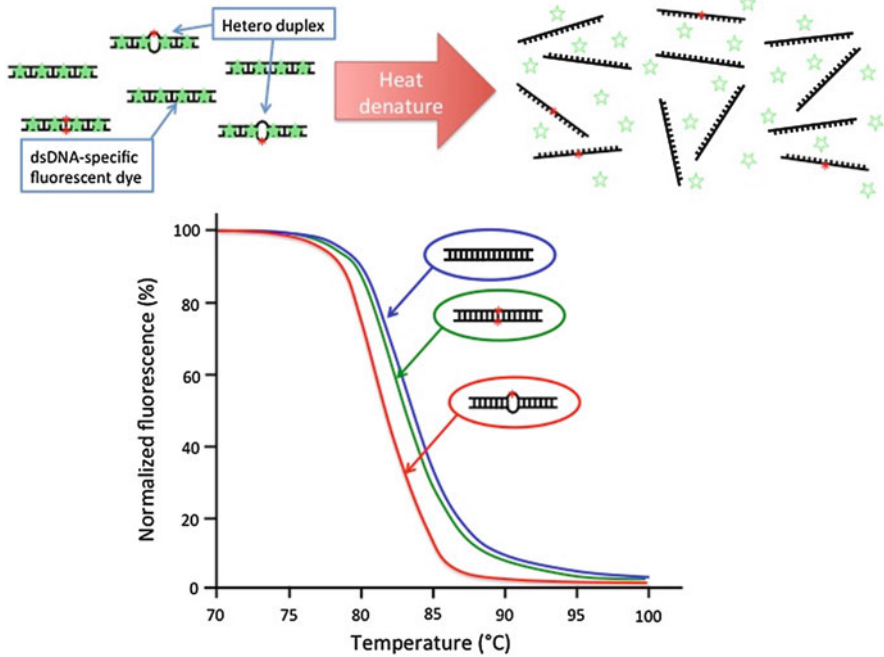 Hetero duplex
Heat
denature
dsDNA-specific
fluorescent dye
Normalized fluorescence (%)
100
80
60
40
20
0
70 75 80 85 90 95 100
Temperature (°C)